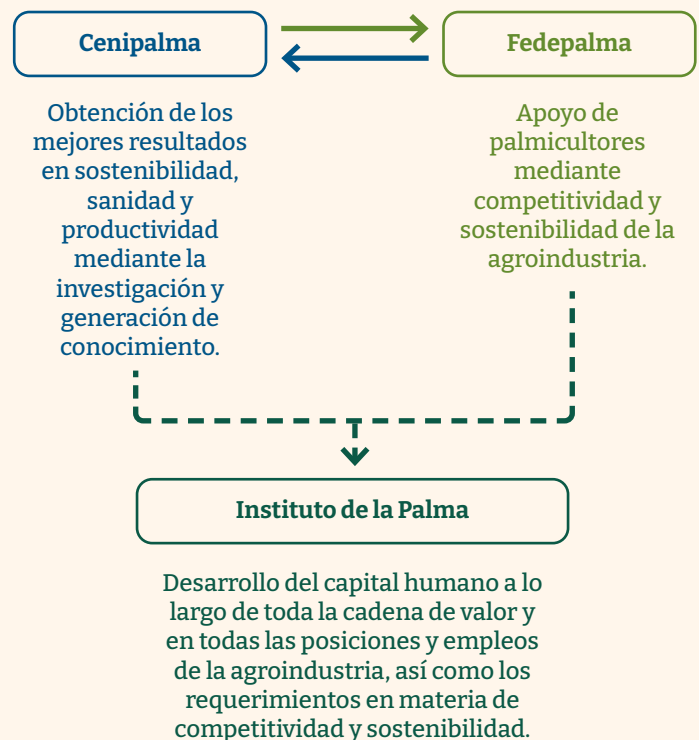 Cenipalma
Obtención de los
mejores resultados
en sostenibilidad,
sanidad y
productividad
mediante la
investigación y
generación de
conocimiento.
Fedepalma
Apoyo de
palmicultores
mediante
competitividad y
sostenibilidad de la
agroindustria.
Instituto de la Palma
Desarrollo del capital humano a lo
largo de toda la cadena de valor y
en todas las posiciones y empleos
de la agroindustria, así como los
requerimientos en materia de
competitividad y sostenibilidad.